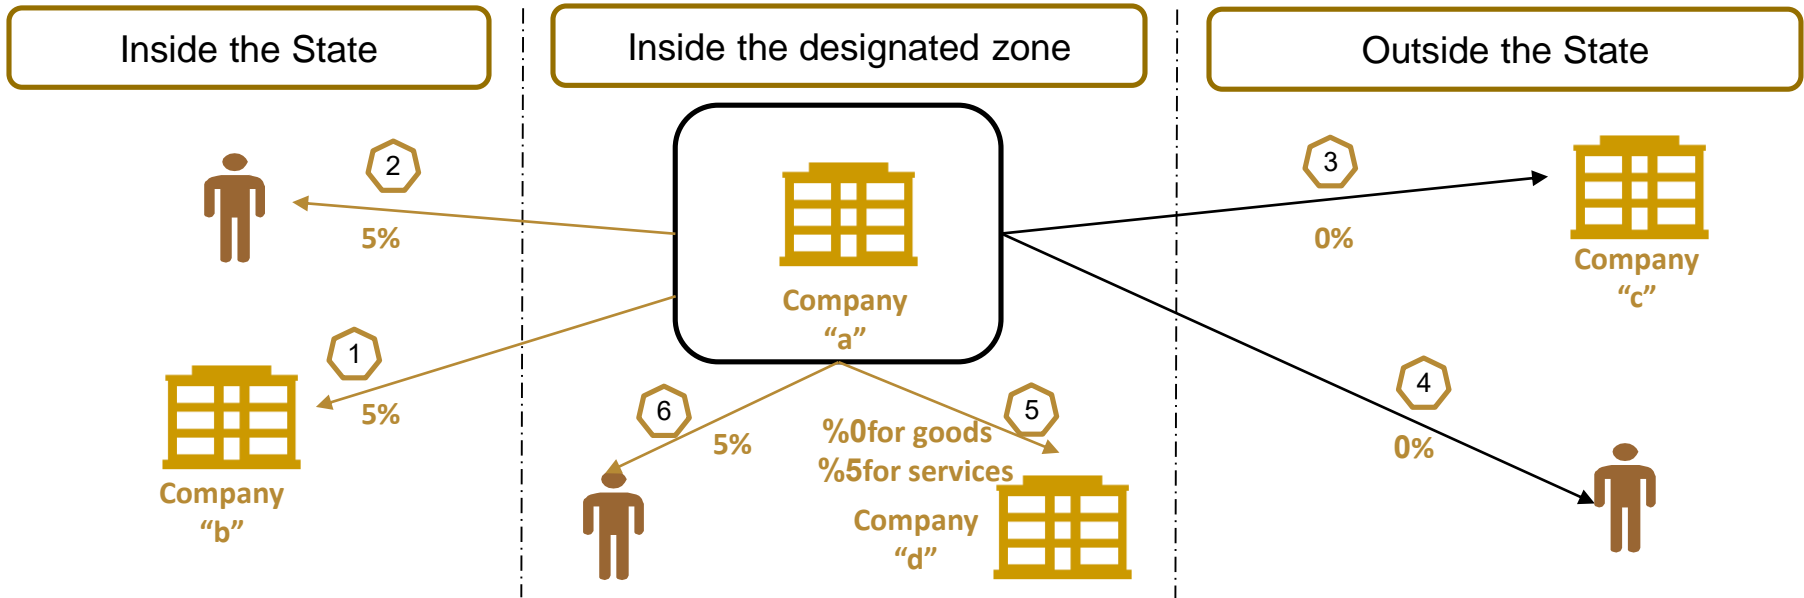 Inside the State
Inside the designated zone
Outside the State
2
5%
1
5%
Company
“b”
Company
“a”
6
5%
5
%0for goods
%5for services
Company
“d”
3
0%
Company
“c”
4
0%